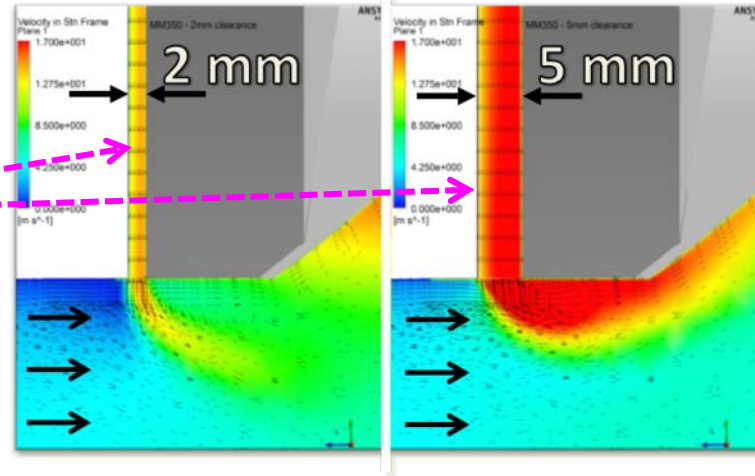 ANSY
Velocity in Stn Frame
Plane 1
1.700e+001
1.275e+001
8.500e+000
4.250e+000
0.000e+000
[m s^-1]
MM350 - 2mm clearance
2 mm
ANSY
Velocity in Stn Frame
Plane 1
1.700e+001
1.275e+001
8.500e+000
4.250e+000
0.000e+000
[m s^-1]
MM350 - 5mm clearance
5 mm